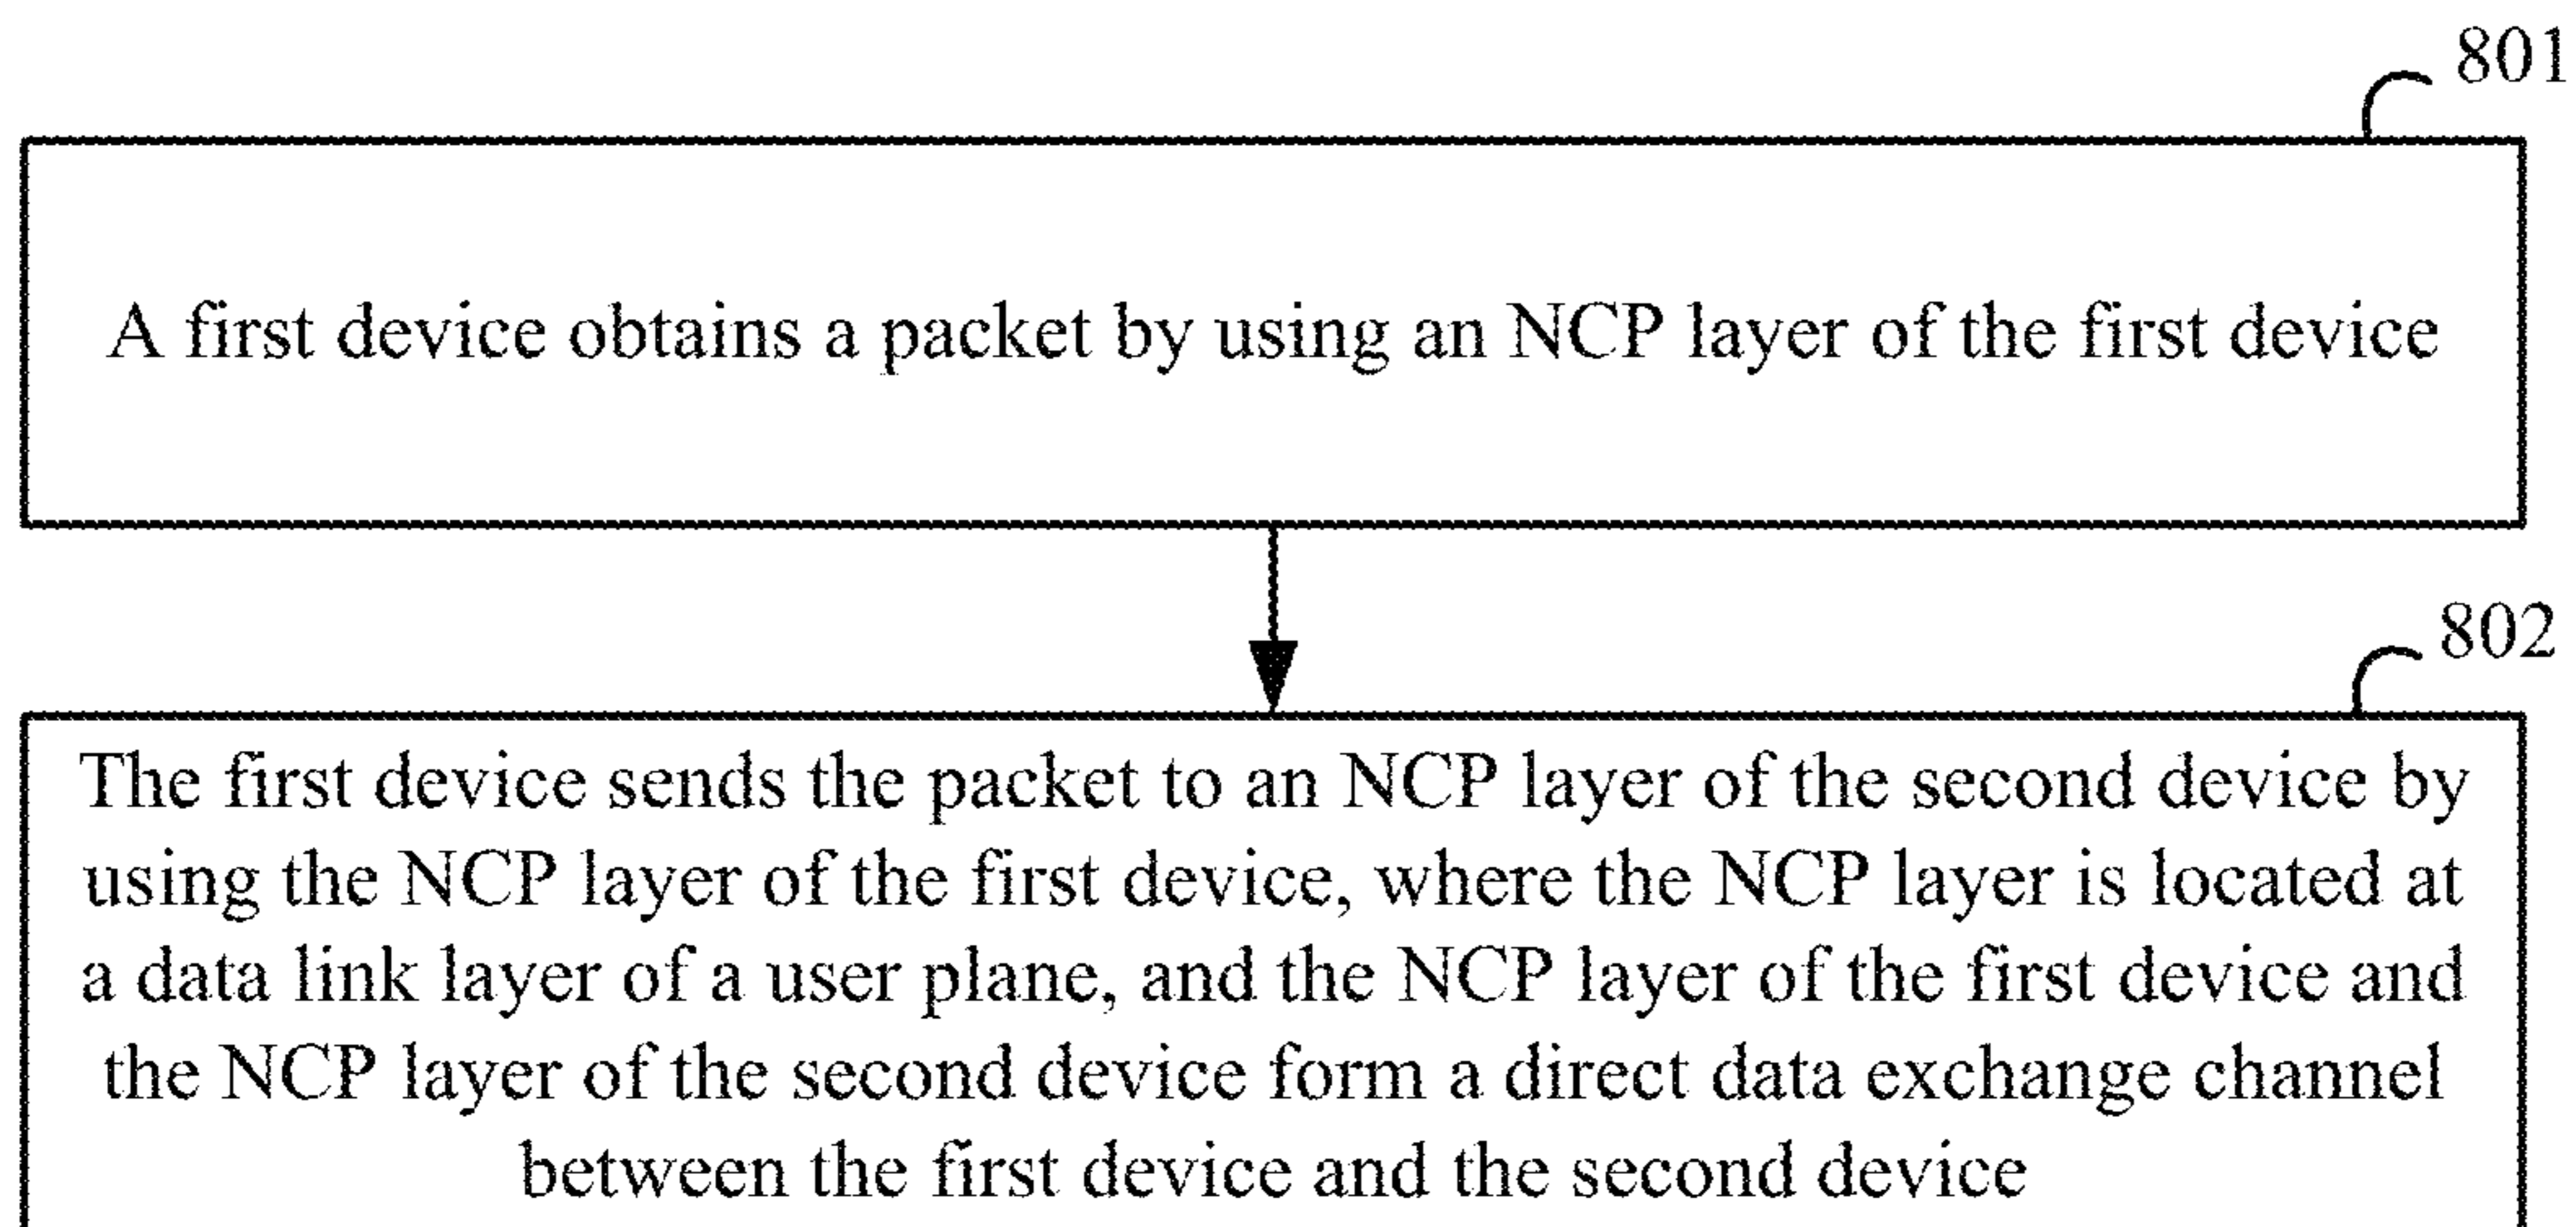 801
A first device obtains a packet by using an NCP layer of the first device
802
The first device sends the packet to an NCP layer of the second device by
using the NCP layer of the first device, where the NCP layer is located at
a data link layer of a user plane, and the NCP layer of the first device and
the NCP layer of the second device form a direct data exchange channel
between the first device and the second device